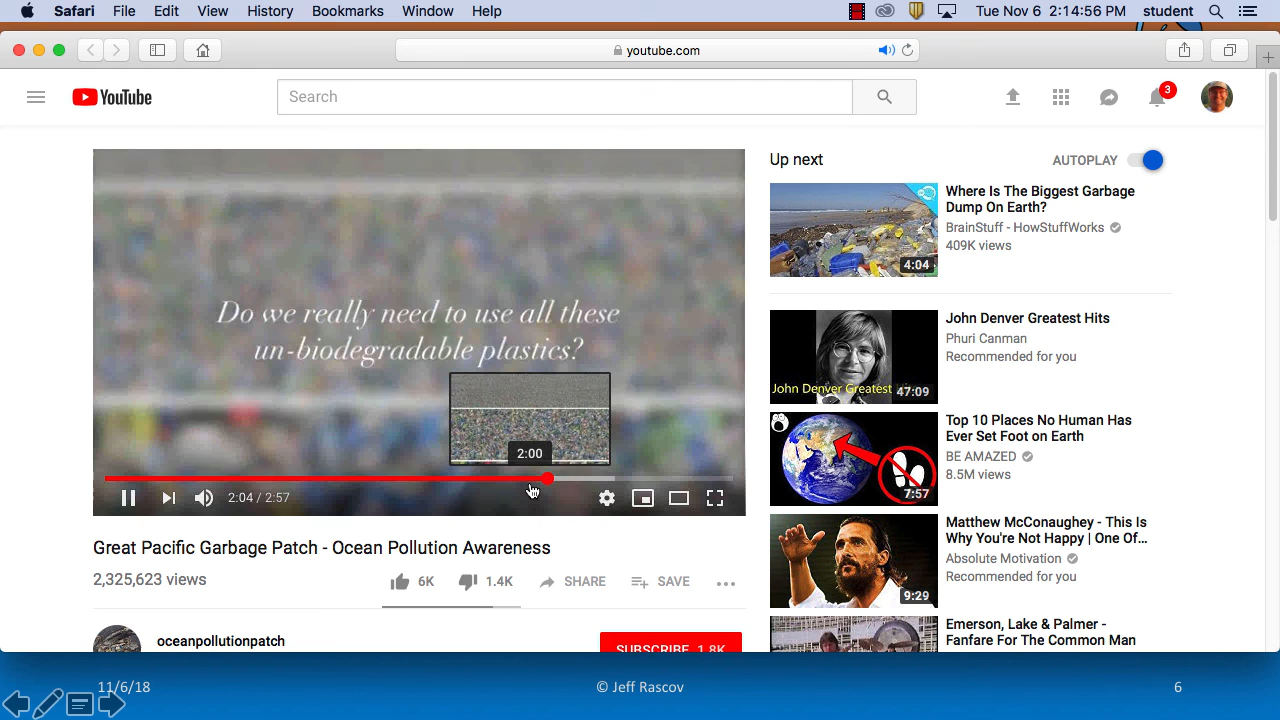 Safari File Edit View History Bookmarks Window Help Tue Nov 6 2:14:56 PM student
youtube.com
YouTube
Search
3
Do we really need to use all these
un-biodegradable plastics?
2:00
2:04 / 2:57
Great Pacific Garbage Patch - Ocean Pollution Awareness
2,325,623 views
6K 1.4K SHARE SAVE
oceanpollutionpatch
SUBSCRIBE 1.8K
Up next AUTOPLAY
4:04
Where Is The Biggest Garbage
Dump On Earth?
BrainStuff - HowStuffWorks
409K views
John Denver Greatest
47:09
John Denver Greatest Hits
Phuri Canman
Recommended for you
7:57
Top 10 Places No Human Has
Ever Set Foot on Earth
BE AMAZED
8.5M views
9:29
Matthew McConaughey - This Is
Why You're Not Happy | One Of...
Absolute Motivation
Recommended for you
Emerson, Lake & Palmer -
Fanfare For The Common Man
11/6/18 © Jeff Rascov 6